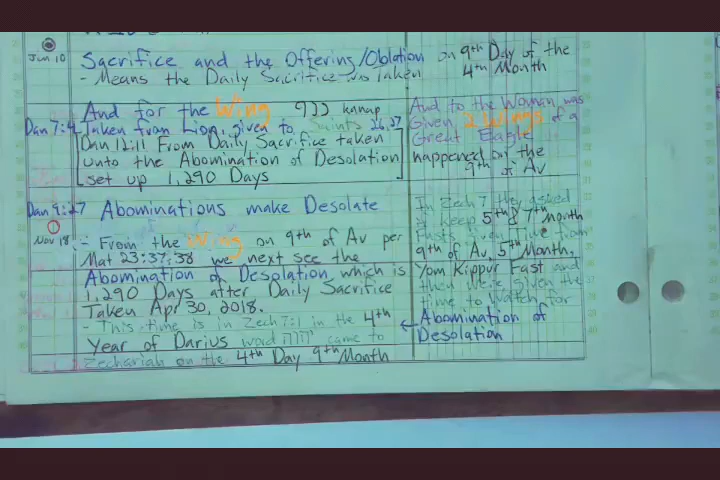 Jun 10
Sacrifice and the Offering/Oblation on 9th Day of the
- Means the Daily Sacrifice was taken 4th Month
And for the Wing kanap
Dan 7:4 Taken from Lion, given to Saints 26,27
Dan 12:11 From Daily Sacrifice taken
unto the Abomination of Desolation
set up 1,290 Days
And to the Woman was
Given 2 Wings of a
Great Eagle
happened on the
9th of Av
Dan 9:27 Abominations make Desolate
Nov 18 - From the Wing on 9th of Av per
Mat 23:37,38 we next see the
Abomination of Desolation which is
1,290 Days after Daily Sacrifice
Taken Apr 30, 2018.
- This time is in Zech 7:1 in the 4th
Year of Darius word יהוה came to
Zechariah on the 4th Day 9th Month
In Zech 7 they asked
keep 5th & 7th month
Fasts Time from
9th of Av, 5th Month,
Yom Kippur Fast and
they were given the
time to Watch for
← Abomination of
Desolation